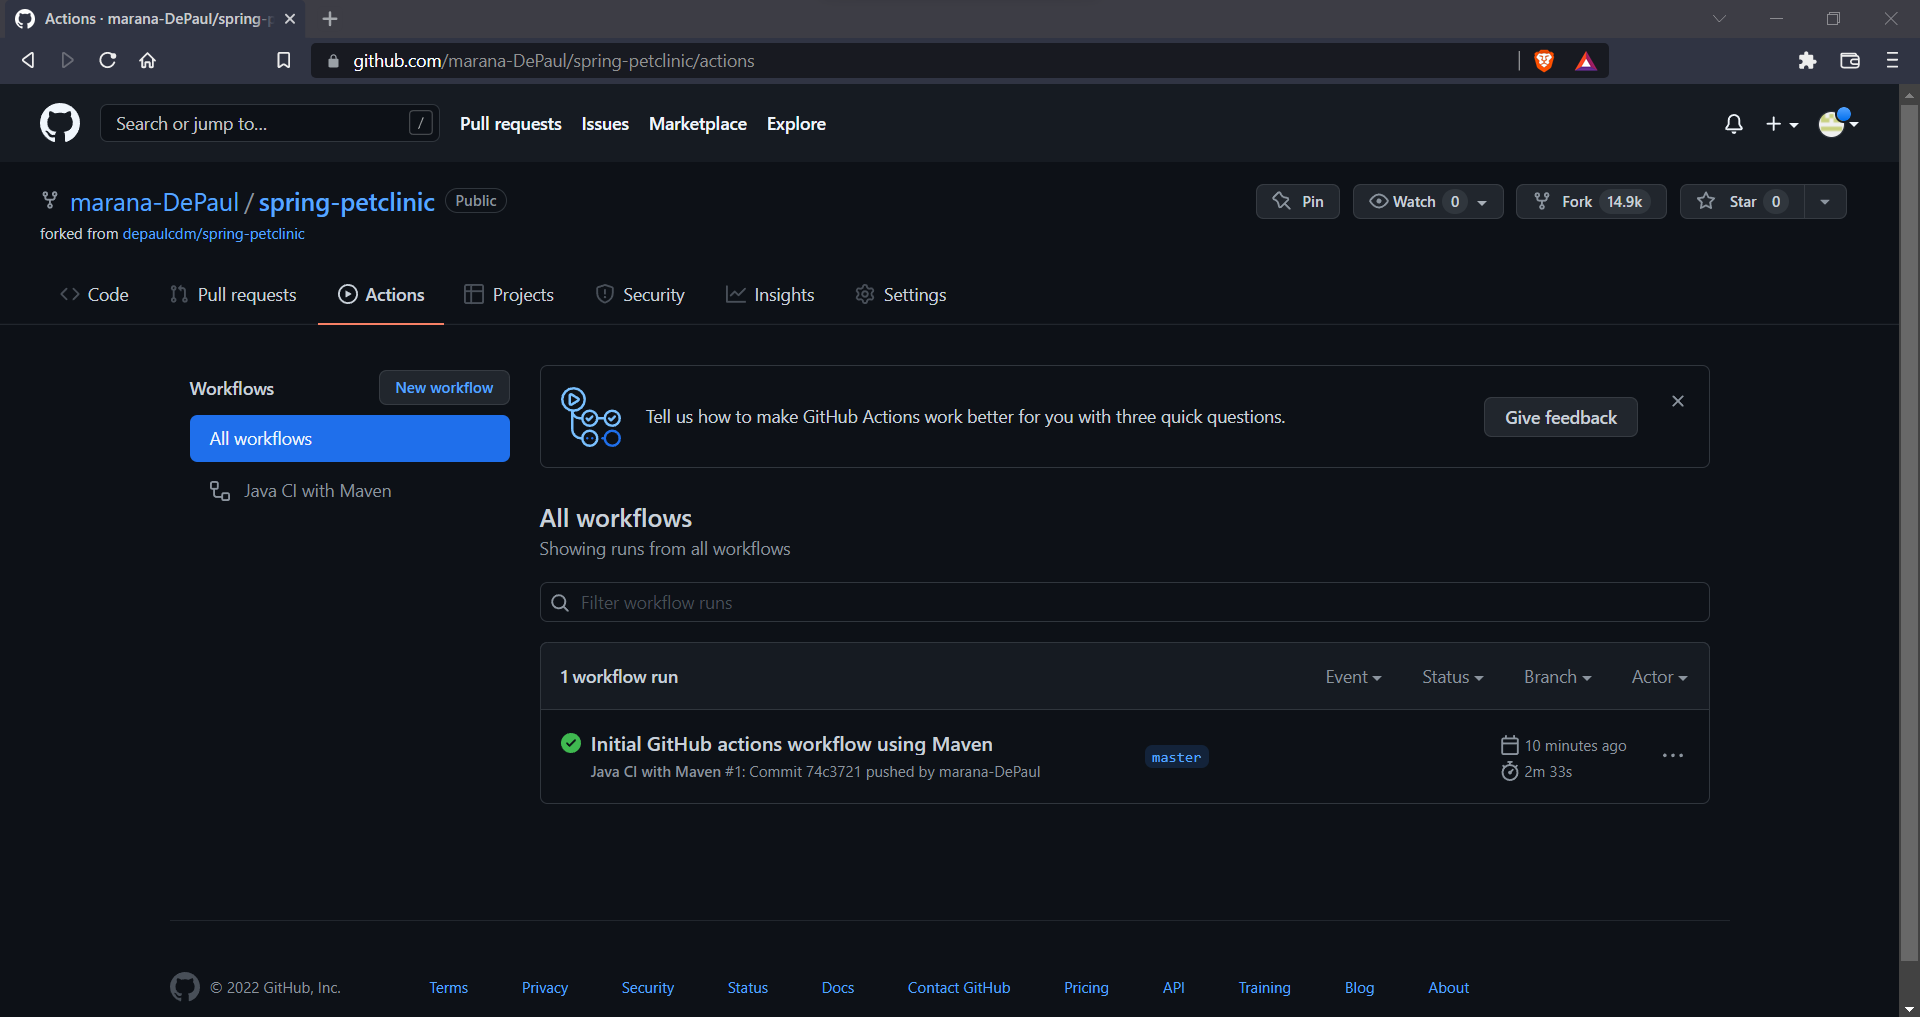 Actions · marana-DePaul/spring-p
github.com/marana-DePaul/spring-petclinic/actions
Search or jump to... /
Pull requests Issues Marketplace Explore
marana-DePaul / spring-petclinic Public
Pin Watch 0 Fork 14.9k Star 0
forked from depaulcdm/spring-petclinic
Code Pull requests Actions Projects Security Insights Settings
Workflows New workflow
All workflows
Java CI with Maven
Tell us how to make GitHub Actions work better for you with three quick questions. Give feedback
All workflows
Showing runs from all workflows
Filter workflow runs
1 workflow run Event Status Branch Actor
Initial GitHub actions workflow using Maven
Java CI with Maven #1: Commit 74c3721 pushed by marana-DePaul
master
10 minutes ago
2m 33s
© 2022 GitHub, Inc. Terms Privacy Security Status Docs Contact GitHub Pricing API Training Blog About